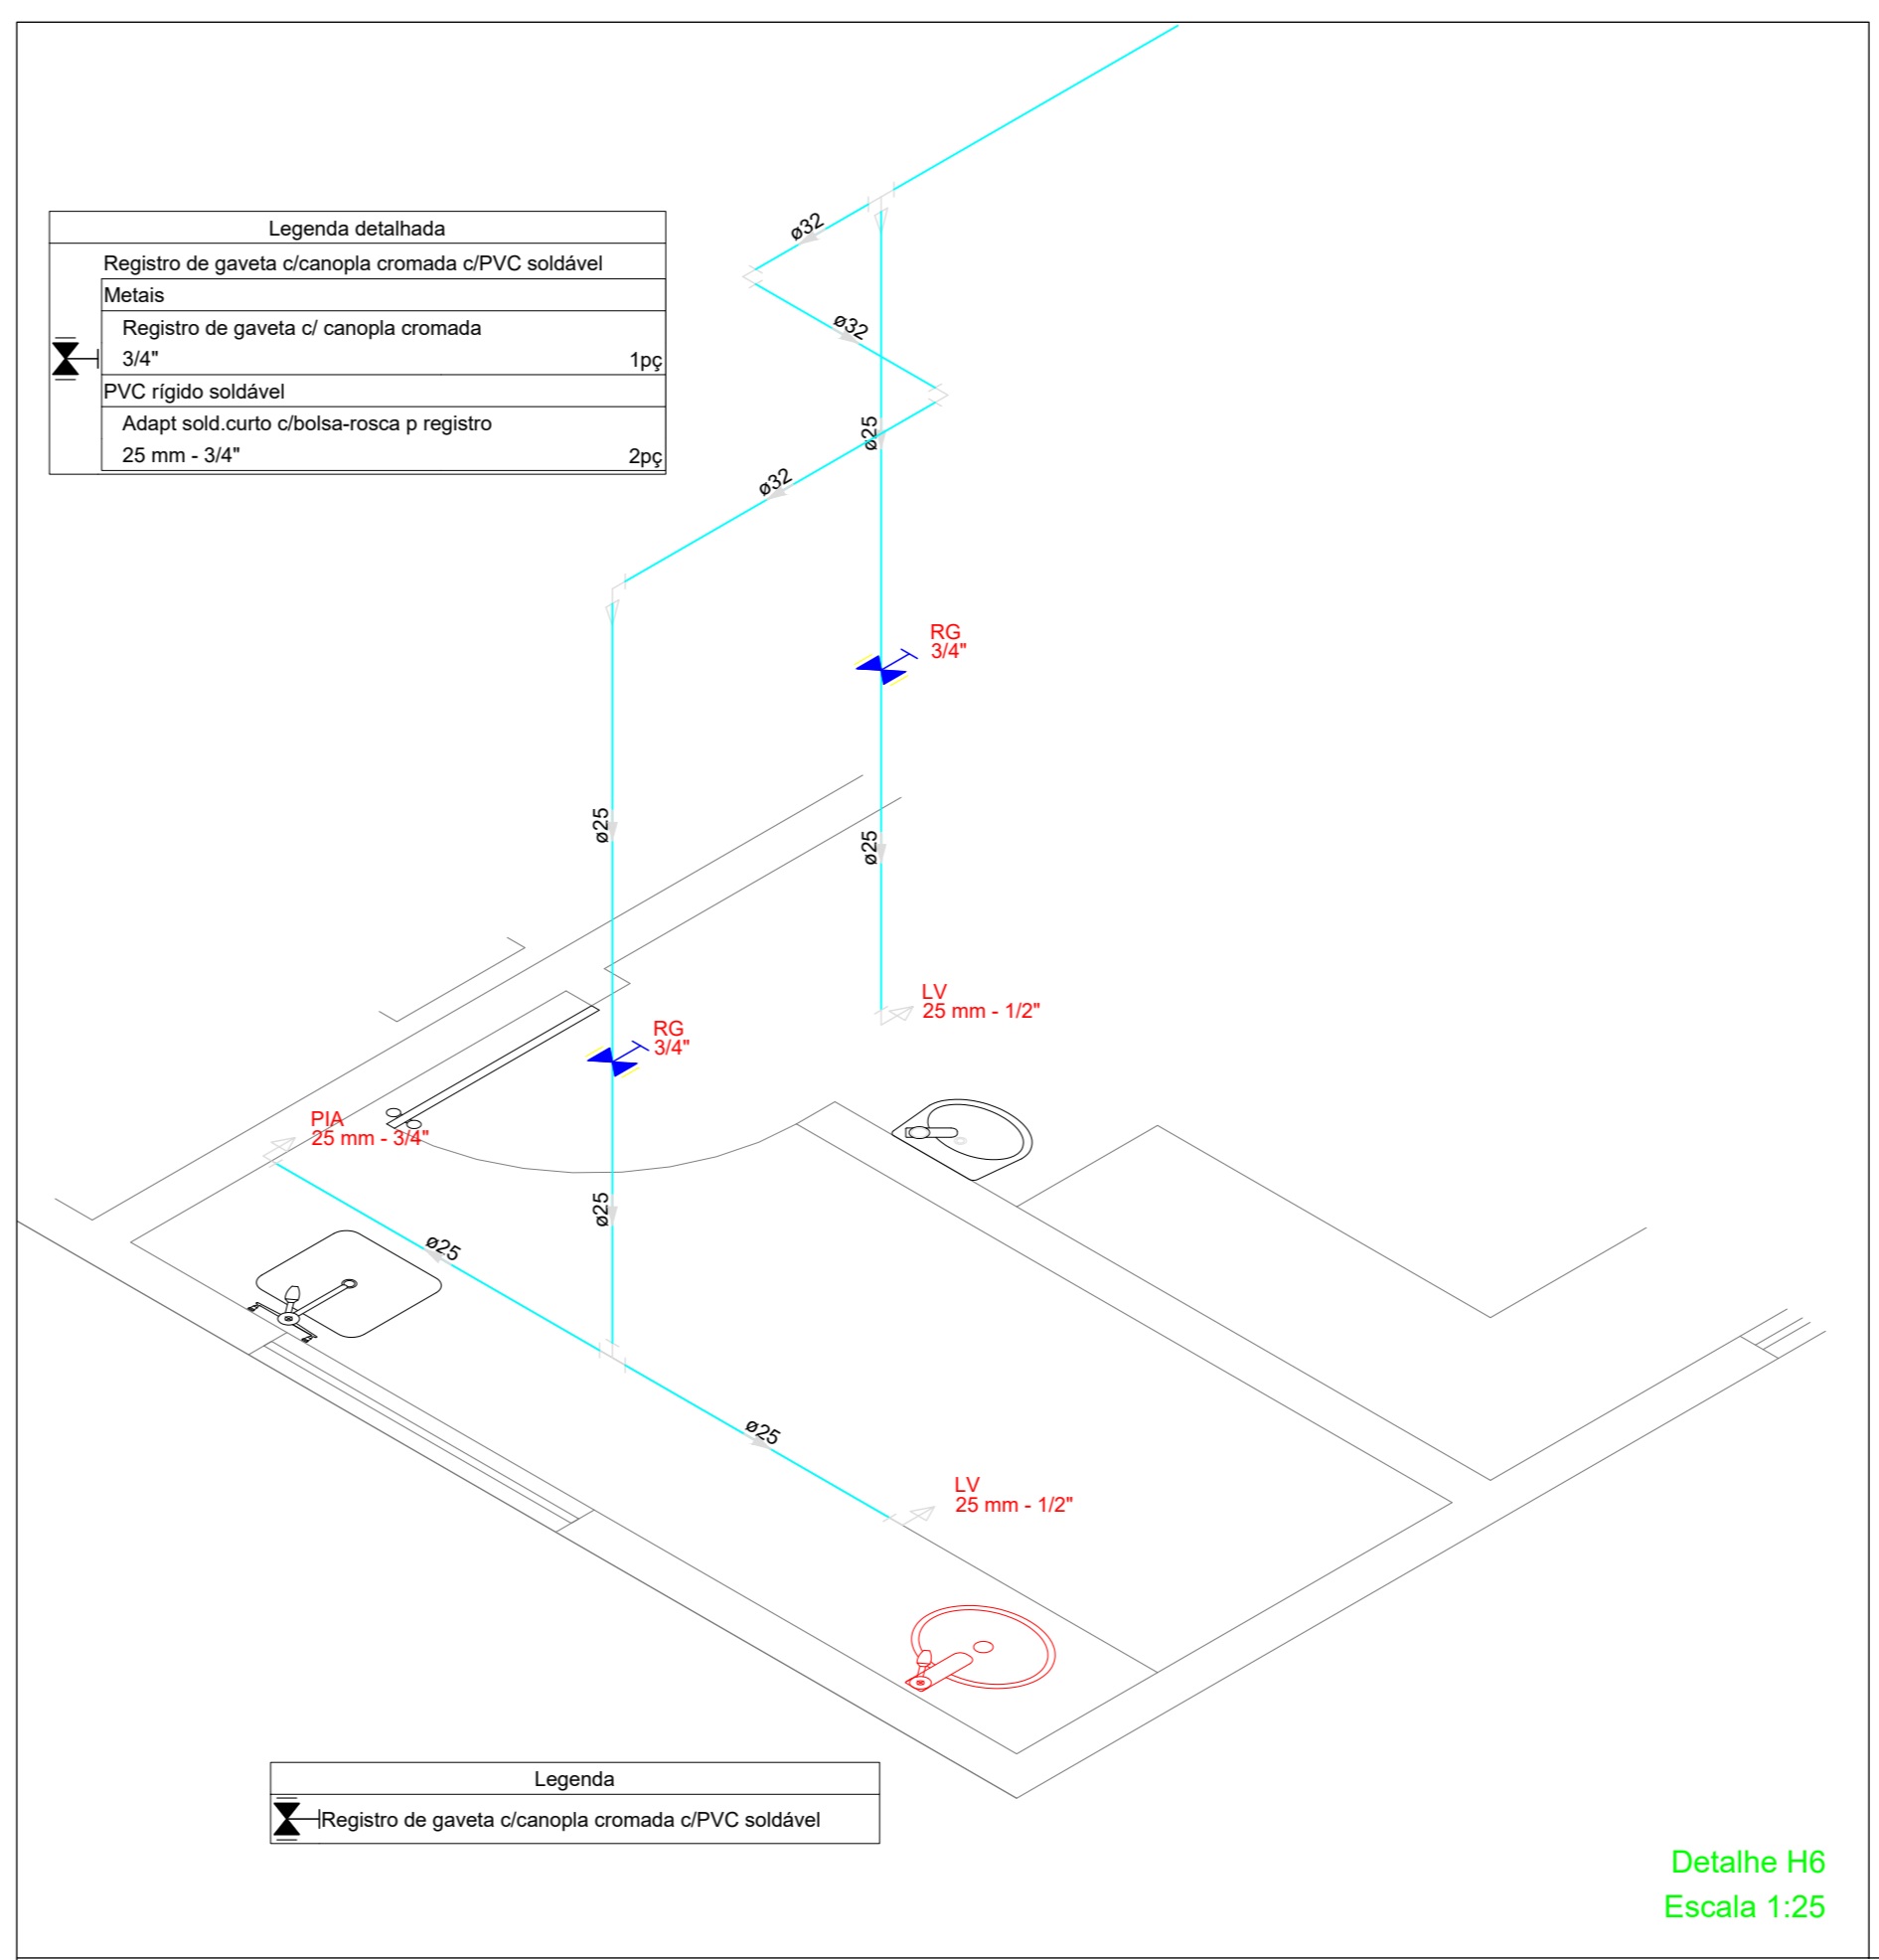 ø32
Legenda detalhada
Registro de gaveta c/canopla cromada c/PVC soldável
Metais
Registro de gaveta c/ canopla cromada
3/4" 1pç
PVC rígido soldável
Adapt sold.curto c/bolsa-rosca p registro
25 mm - 3/4" 2pç
ø32
ø25
ø32
RG
3/4"
ø25
ø25
LV
25 mm - 1/2"
RG
3/4"
PIA
25 mm - 3/4"
ø25
ø25
ø25
LV
25 mm - 1/2"
Legenda
Registro de gaveta c/canopla cromada c/PVC soldável
Detalhe H6
Escala 1:25